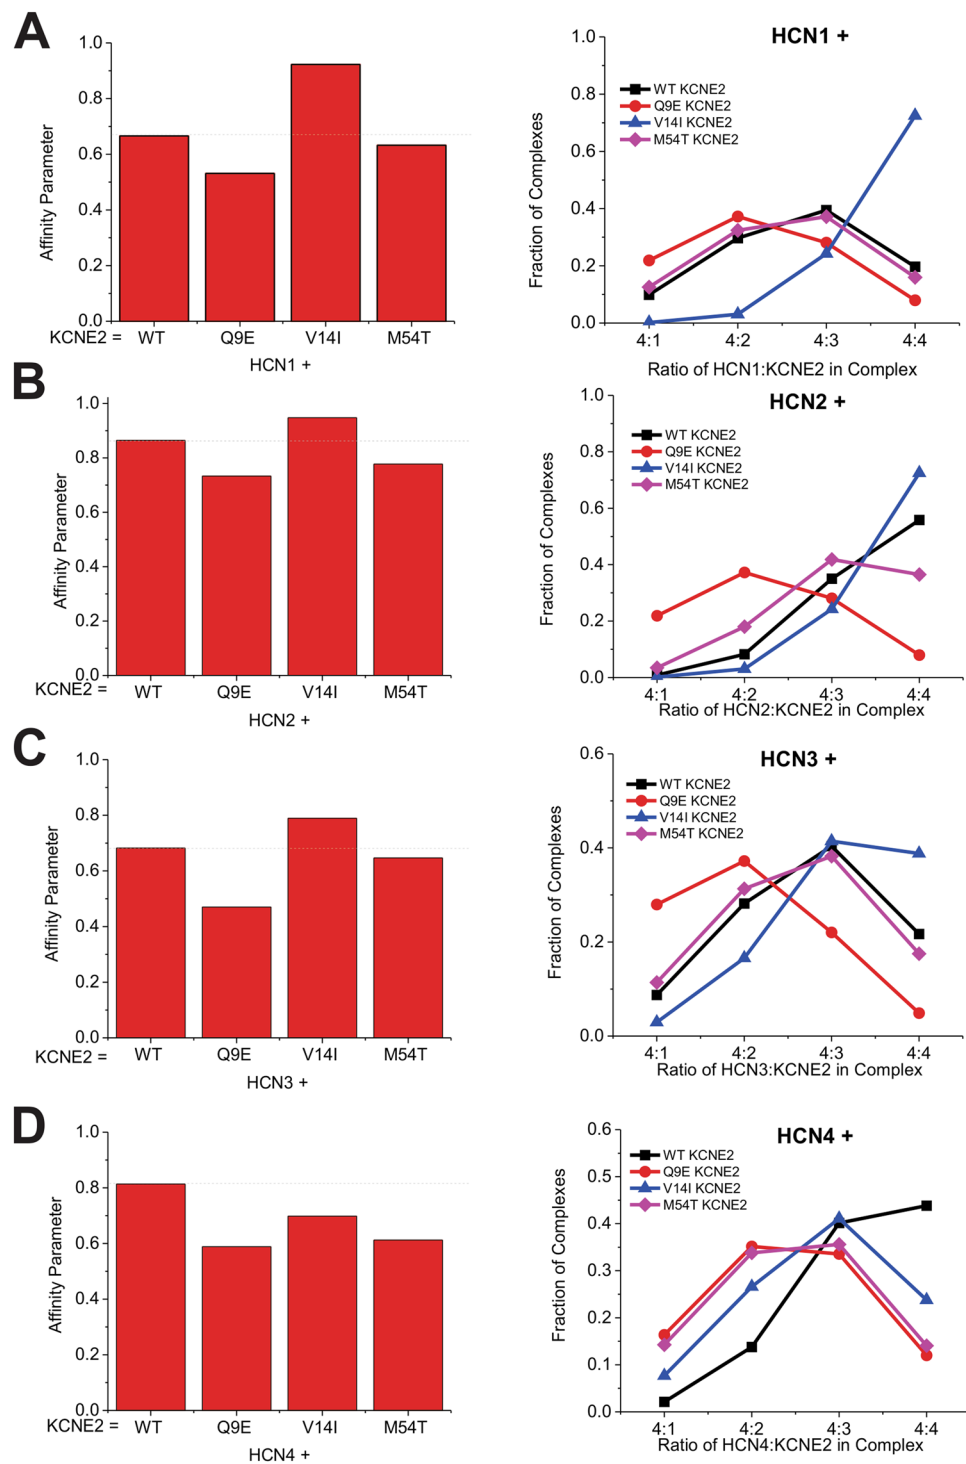 A
1.0
0.8
0.6
0.4
0.2
0.0
Affinity Parameter
KCNE2 = WT Q9E V14I M54T
HCN1 +
HCN1 +
1.0
0.8
0.6
0.4
0.2
0.0
Fraction of Complexes
WT KCNE2
Q9E KCNE2
V14I KCNE2
M54T KCNE2
4:1 4:2 4:3 4:4
Ratio of HCN1:KCNE2 in Complex
B
1.0
0.8
0.6
0.4
0.2
0.0
Affinity Parameter
KCNE2 = WT Q9E V14I M54T
HCN2 +
HCN2 +
1.0
0.8
0.6
0.4
0.2
0.0
Fraction of Complexes
WT KCNE2
Q9E KCNE2
V14I KCNE2
M54T KCNE2
4:1 4:2 4:3 4:4
Ratio of HCN2:KCNE2 in Complex
C
1.0
0.8
0.6
0.4
0.2
0.0
Affinity Parameter
KCNE2 = WT Q9E V14I M54T
HCN3 +
HCN3 +
0.6
0.4
0.2
0.0
Fraction of Complexes
WT KCNE2
Q9E KCNE2
V14I KCNE2
M54T KCNE2
4:1 4:2 4:3 4:4
Ratio of HCN3:KCNE2 in Complex
D
1.0
0.8
0.6
0.4
0.2
0.0
Affinity Parameter
KCNE2 = WT Q9E V14I M54T
HCN4 +
HCN4 +
0.6
0.5
0.4
0.3
0.2
0.1
0.0
Fraction of Complexes
WT KCNE2
Q9E KCNE2
V14I KCNE2
M54T KCNE2
4:1 4:2 4:3 4:4
Ratio of HCN4:KCNE2 in Complex